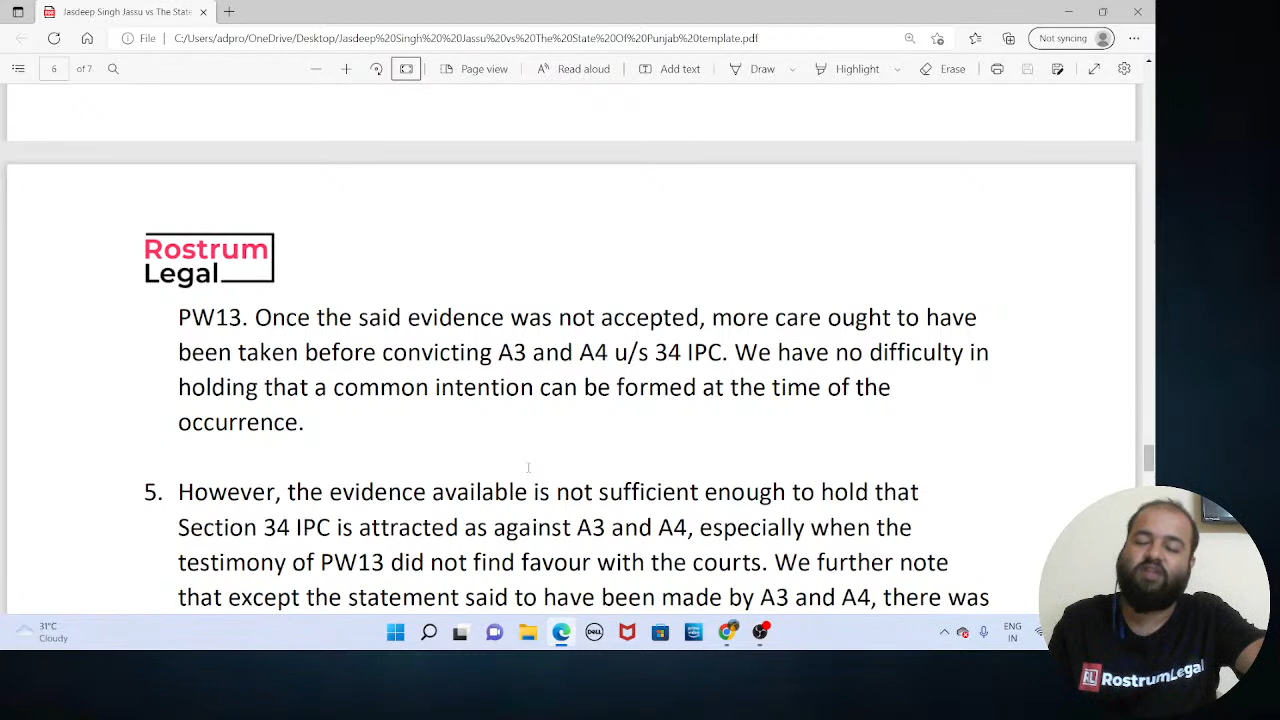 Jasdeep Singh Jassu vs The State
File
C:/Users/adpro/OneDrive/Desktop/Jasdeep%20Singh%20%20Jassu%20vs%20The%20State%20Of%20Punjab%20template.pdf
Not syncing
6 of 7
Page view
Read aloud
Add text
Draw
Highlight
Erase
Rostrum
Legal
PW13. Once the said evidence was not accepted, more care ought to have
been taken before convicting A3 and A4 u/s 34 IPC. We have no difficulty in
holding that a common intention can be formed at the time of the
occurrence.
5. However, the evidence available is not sufficient enough to hold that
Section 34 IPC is attracted as against A3 and A4, especially when the
testimony of PW13 did not find favour with the courts. We further note
that except the statement said to have been made by A3 and A4, there was
31°C
Cloudy
DELL
prime video
ENG
IN
RL RostrumLegal